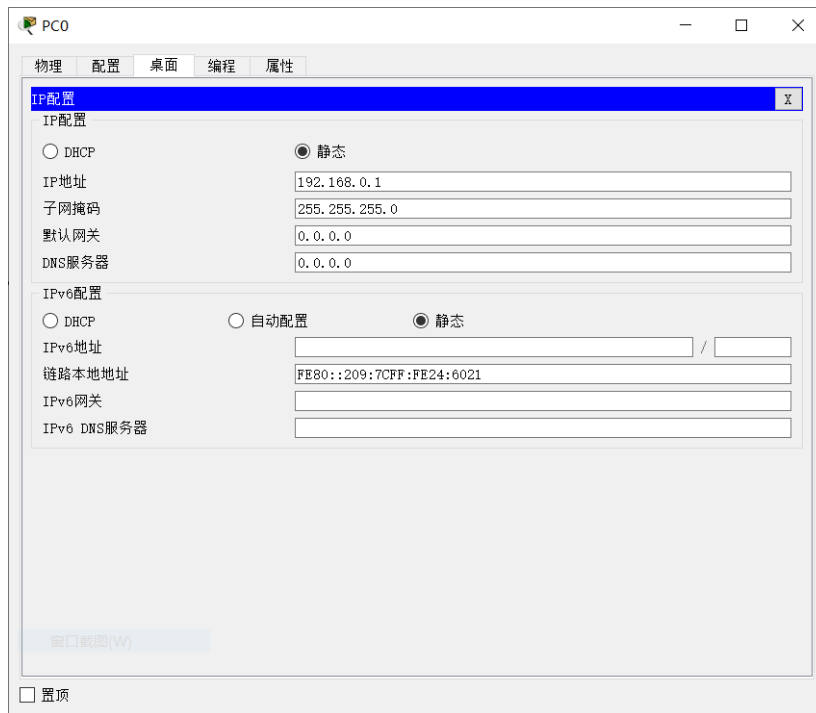 PC0
物理 配置 桌面 编程 属性
IP配置 X
IP配置
DHCP 静态
IP地址 192.168.0.1
子网掩码 255.255.255.0
默认网关 0.0.0.0
DNS服务器 0.0.0.0
IPv6配置
DHCP 自动配置 静态
IPv6地址 /
链路本地地址 FE80::209:7CFF:FE24:6021
IPv6网关
IPv6 DNS服务器
窗口截图(W)
置顶